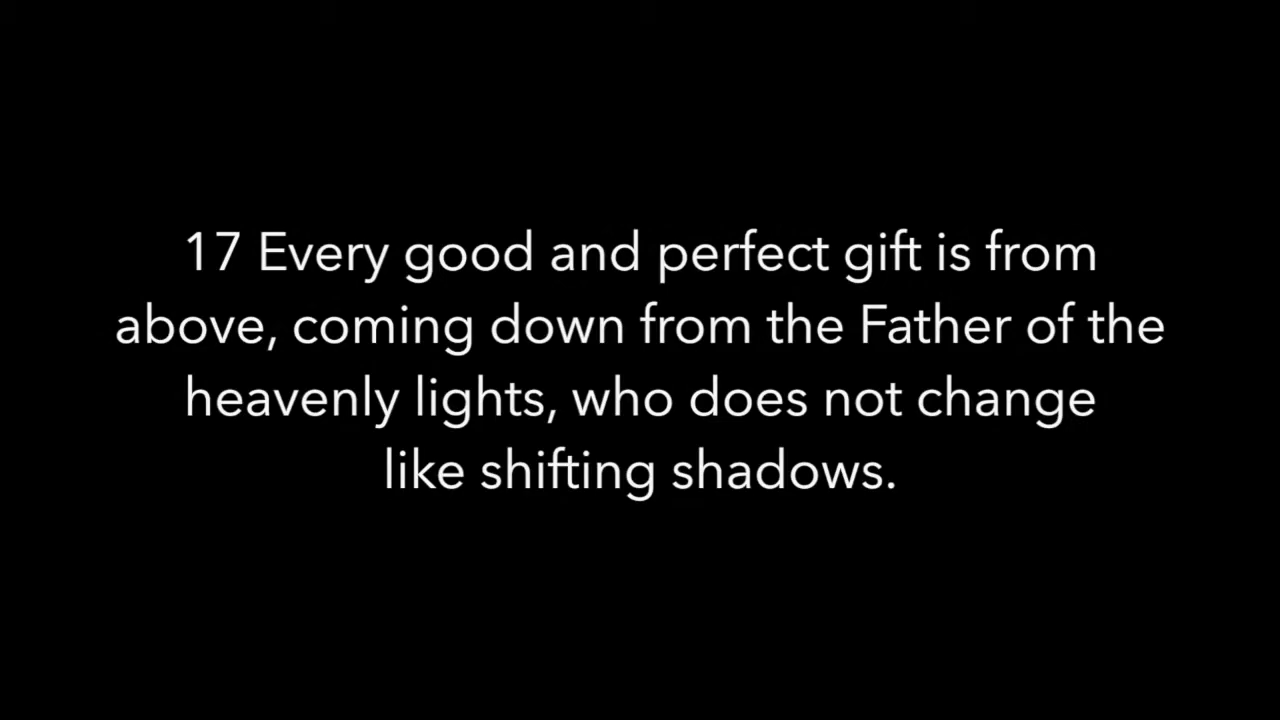 17 Every good and perfect gift is from
above, coming down from the Father of the
heavenly lights, who does not change
like shifting shadows.